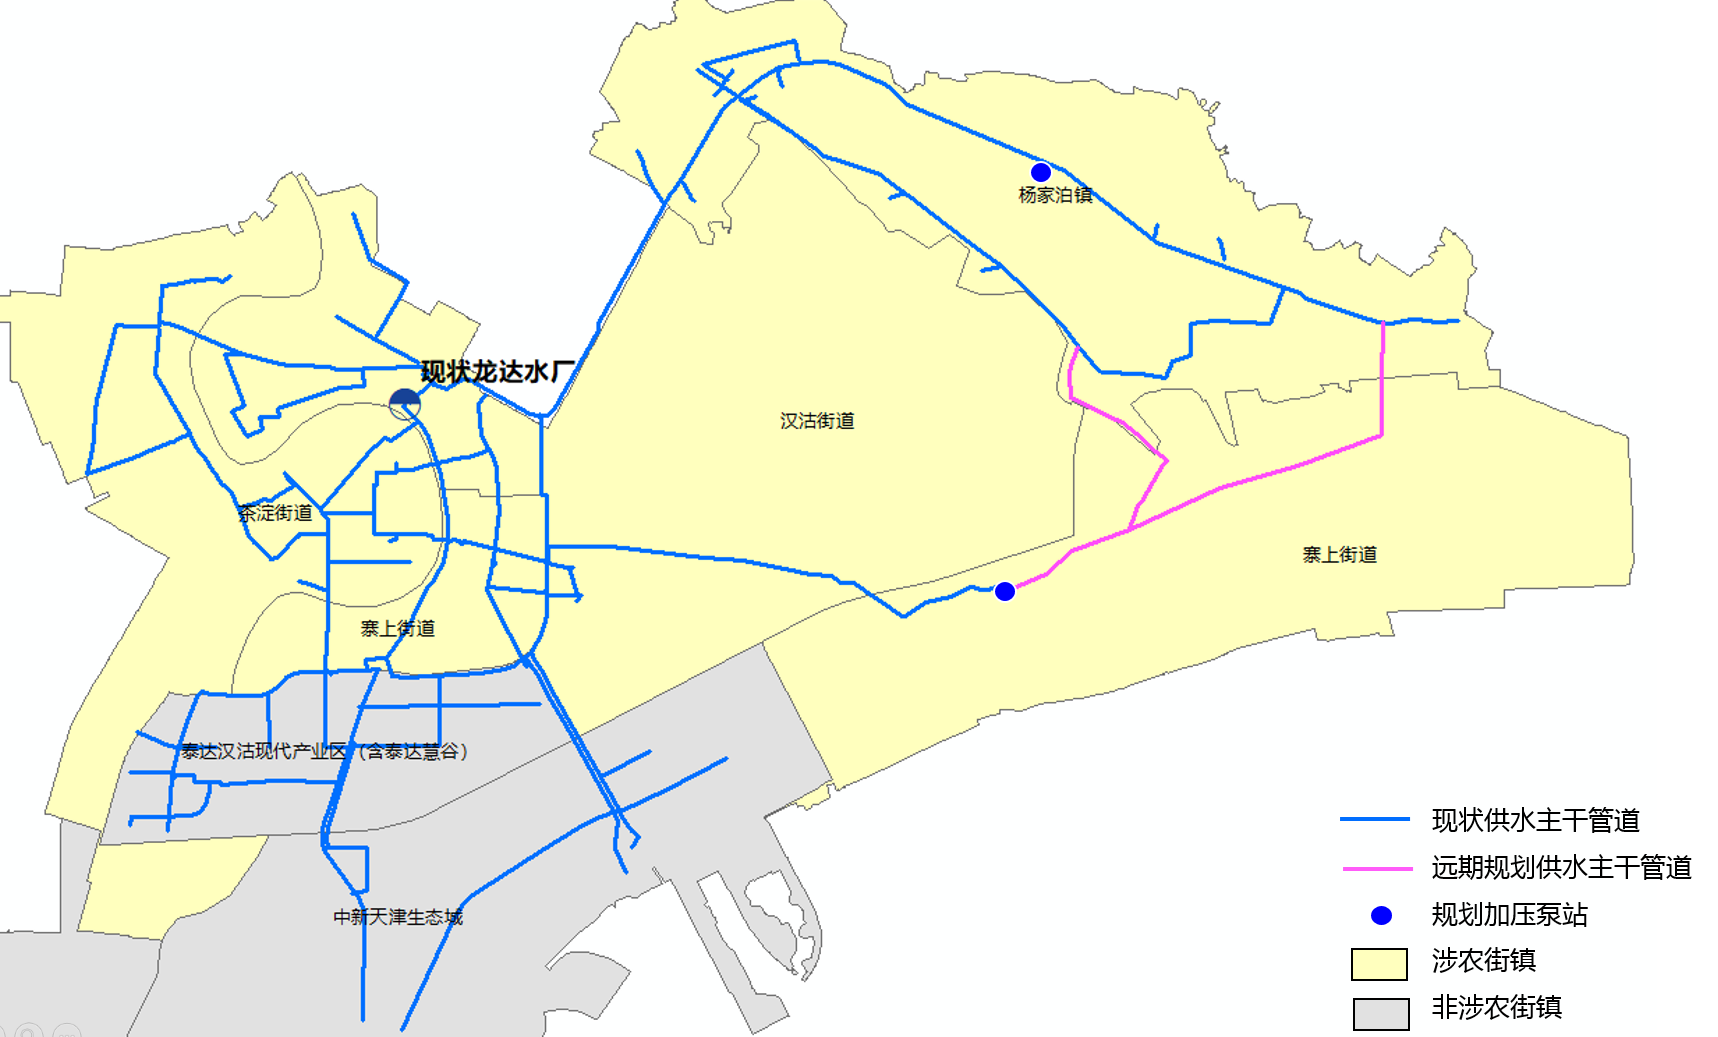 杨家泊镇
现状龙达水厂
汉沽街道
茶淀街道
寨上街道
寨上街道
泰达汉沽现代产业区（含泰达慧谷）
中新天津生态城
现状供水主干管道
远期规划供水主干管道
规划加压泵站
涉农街镇
非涉农街镇